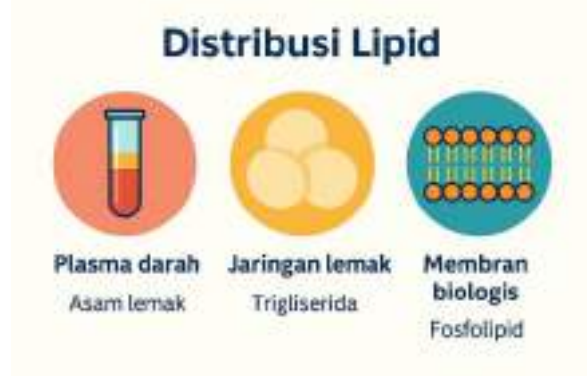 Distribusi Lipid
Plasma darah
Asam lemak
Jaringan lemak
Trigliserida
Membran
biologis
Fosfolipid